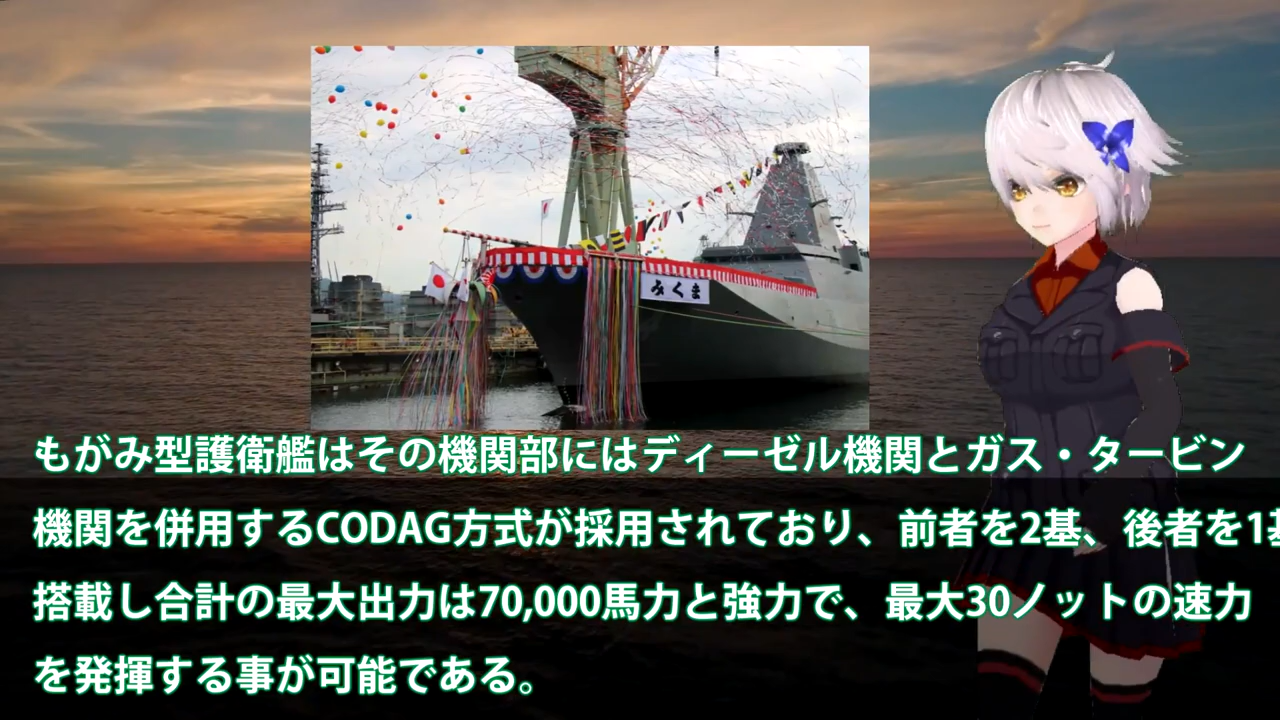 みくま
もがみ型護衛艦はその機関部にはディーゼル機関とガス・タービン
機関を併用するCODAG方式が採用されており、前者を2基、後者を1基
搭載し合計の最大出力は70,000馬力と強力で、最大30ノットの速力
を発揮する事が可能である。